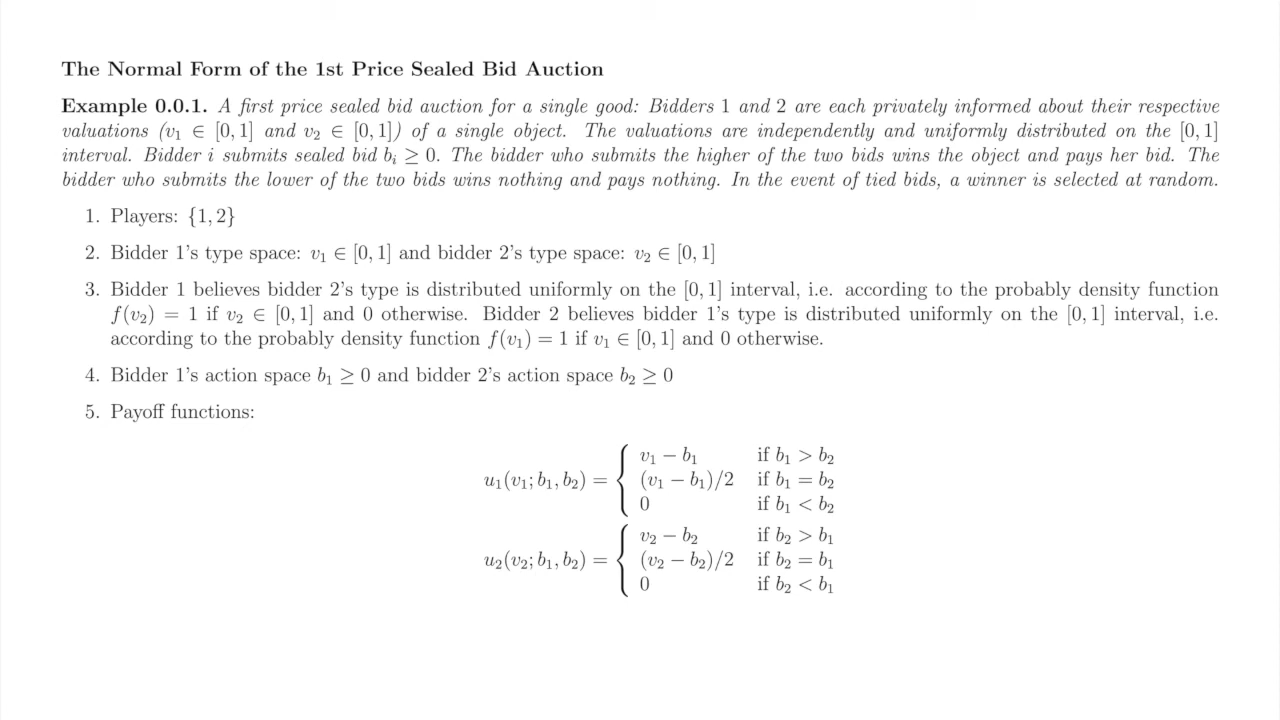 The Normal Form of the 1st Price Sealed Bid Auction
Example 0.0.1. A first price sealed bid auction for a single good: Bidders 1 and 2 are each privately informed about their respective
valuations (v₁ ∈ [0, 1] and v₂ ∈ [0, 1]) of a single object. The valuations are independently and uniformly distributed on the [0, 1]
interval. Bidder i submits sealed bid bᵢ ≥ 0. The bidder who submits the higher of the two bids wins the object and pays her bid. The
bidder who submits the lower of the two bids wins nothing and pays nothing. In the event of tied bids, a winner is selected at random.
1. Players: {1, 2}
2. Bidder 1's type space: v₁ ∈ [0, 1] and bidder 2's type space: v₂ ∈ [0, 1]
3. Bidder 1 believes bidder 2's type is distributed uniformly on the [0, 1] interval, i.e. according to the probably density function
f(v₂) = 1 if v₂ ∈ [0, 1] and 0 otherwise. Bidder 2 believes bidder 1's type is distributed uniformly on the [0, 1] interval, i.e.
according to the probably density function f(v₁) = 1 if v₁ ∈ [0, 1] and 0 otherwise.
4. Bidder 1's action space b₁ ≥ 0 and bidder 2's action space b₂ ≥ 0
5. Payoff functions:
v₁ − b₁ if b₁ > b₂
u₁(v₁; b₁, b₂) = { (v₁ − b₁)/2 if b₁ = b₂
0 if b₁ < b₂
v₂ − b₂ if b₂ > b₁
u₂(v₂; b₁, b₂) = { (v₂ − b₂)/2 if b₂ = b₁
0 if b₂ < b₁